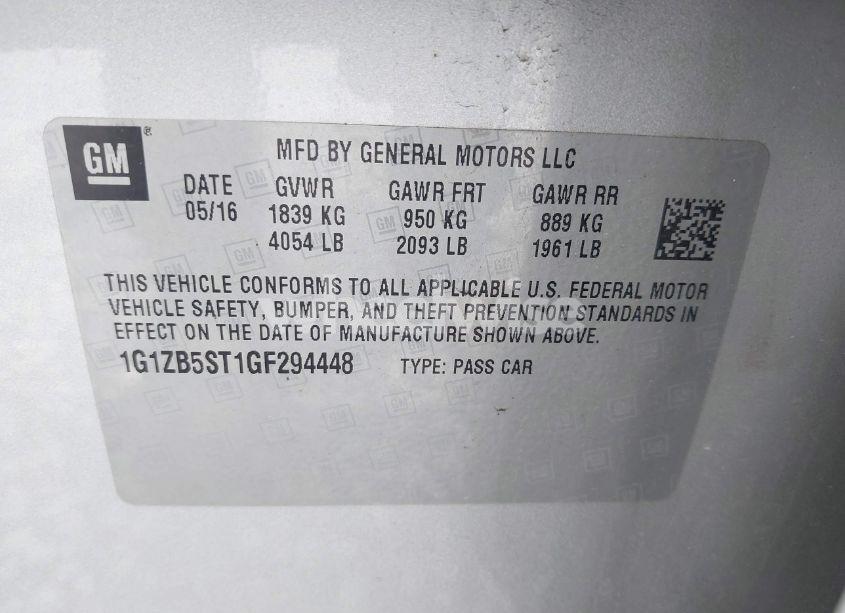 GM
MFD BY GENERAL MOTORS LLC
DATE GVWR GAWR FRT GAWR RR
05/16 1839 KG 950 KG 889 KG
4054 LB 2093 LB 1961 LB
THIS VEHICLE CONFORMS TO ALL APPLICABLE U.S. FEDERAL MOTOR
VEHICLE SAFETY, BUMPER, AND THEFT PREVENTION STANDARDS IN
EFFECT ON THE DATE OF MANUFACTURE SHOWN ABOVE.
1G1ZB5ST1GF294448 TYPE: PASS CAR